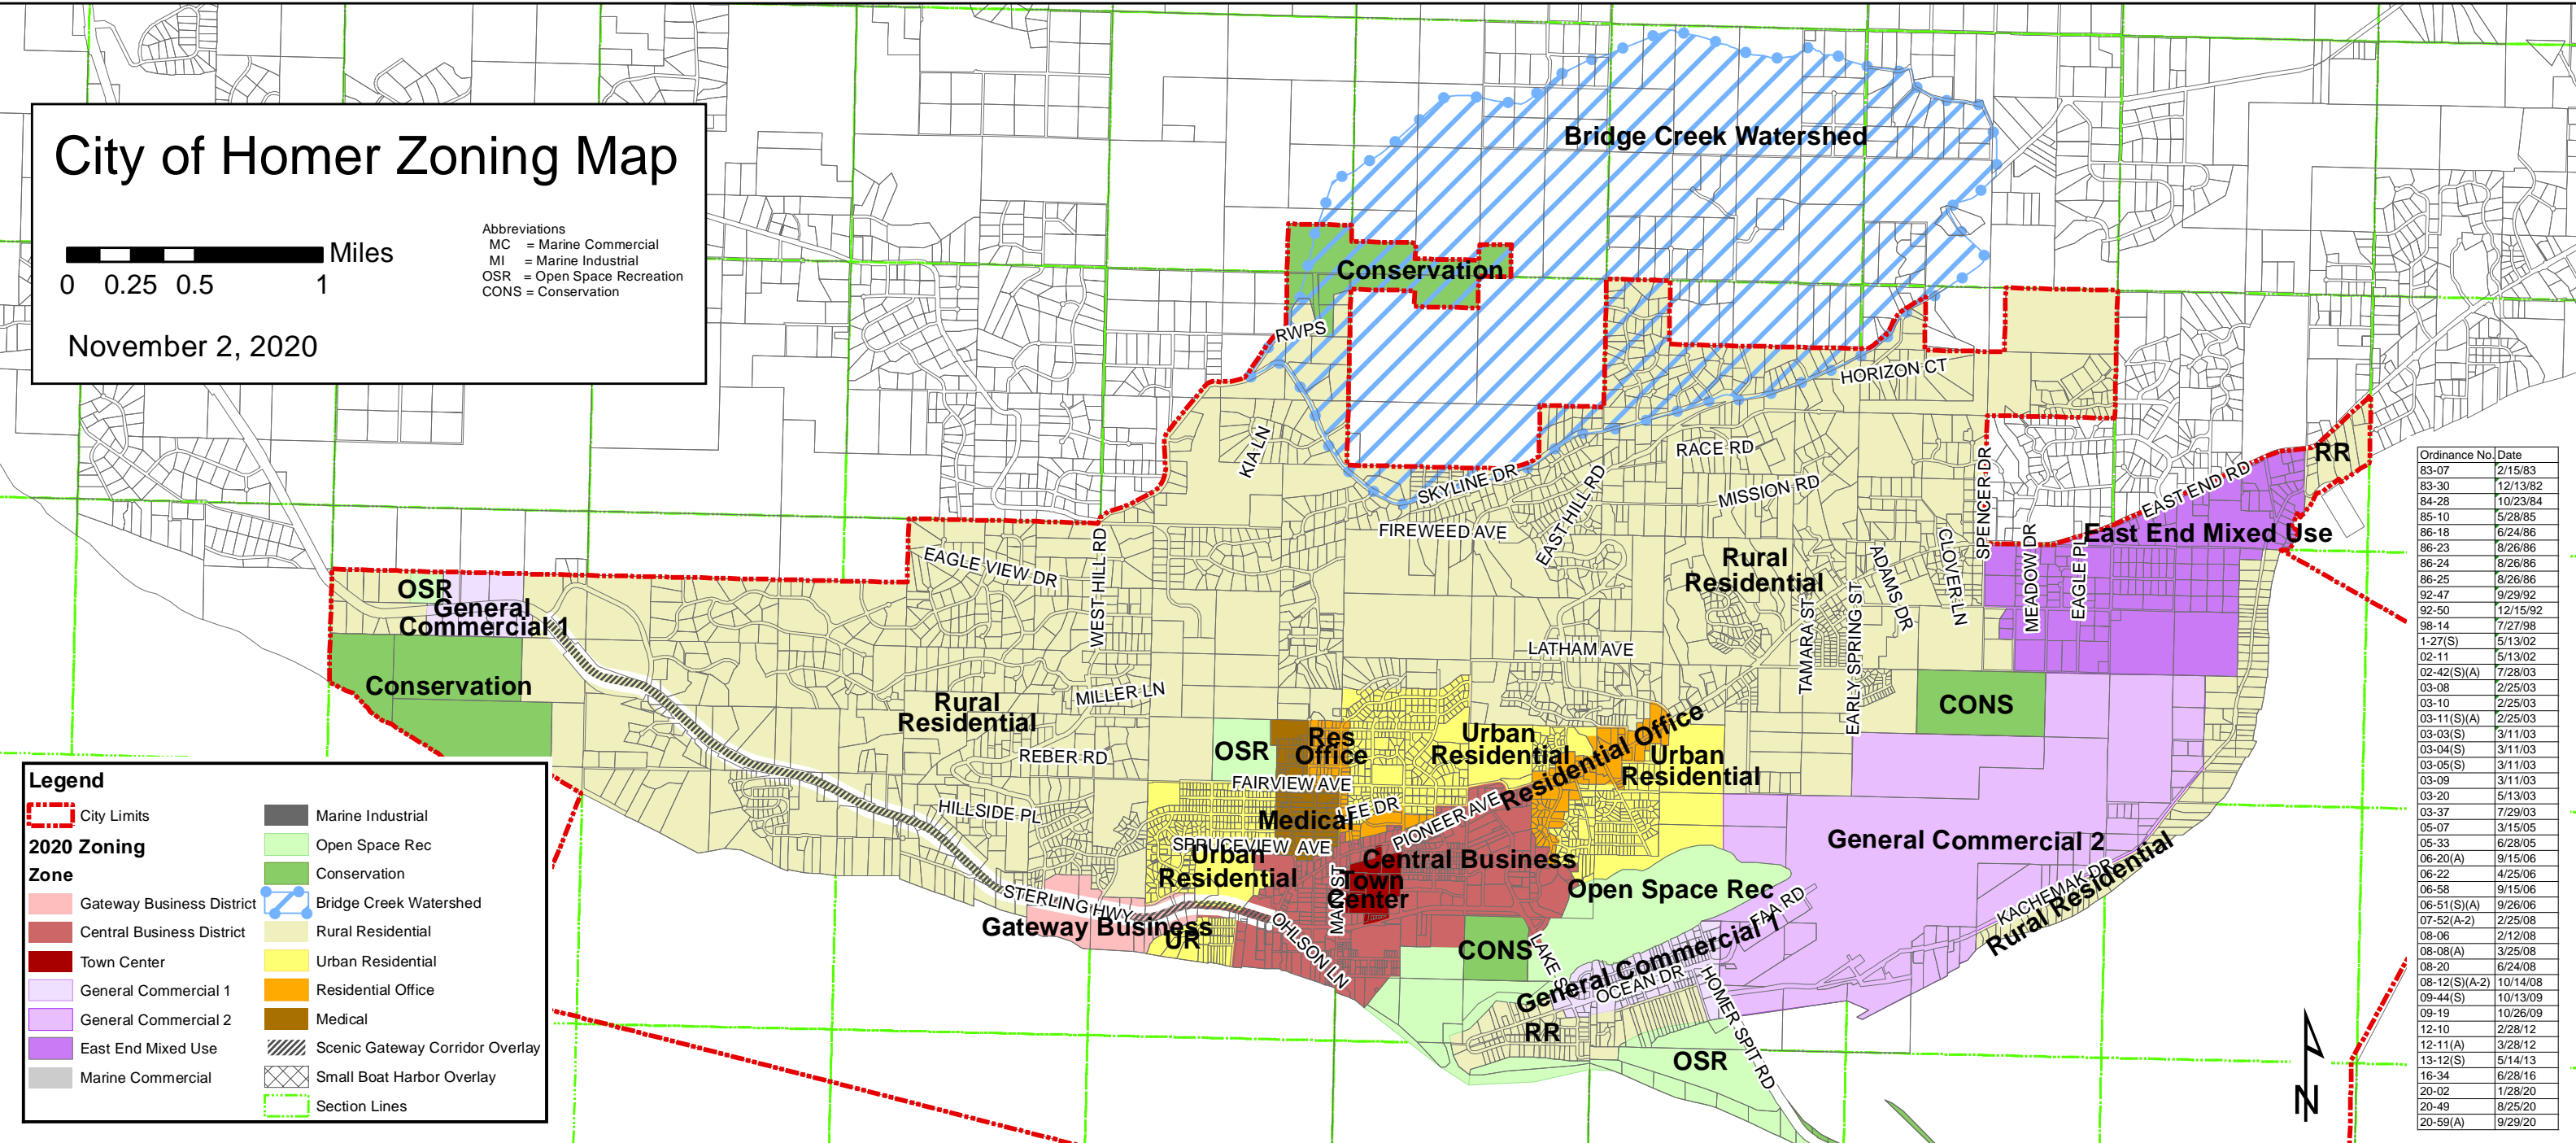 City of Homer Zoning Map
Miles
0 0.25 0.5 1
November 2, 2020
Abbreviations
MC = Marine Commercial
MI = Marine Industrial
OSR = Open Space Recreation
CONS = Conservation
Bridge Creek Watershed
Conservation
RWPS
HORIZON CT
KIA LN
SKYLINE DR
RACE RD
EAST HILL RD
MISSION RD
FIREWEED AVE
SPENCER DR
EAST END RD
RR
East End Mixed Use
EAGLE VIEW DR
WEST HILL RD
OSR
General
Commercial 1
Conservation
Rural
Residential
ADAMS DR
CLOVER LN
MEADOW DR
EAGLE PL
TAMARA ST
EARLY SPRING ST
LATHAM AVE
CONS
Rural
Residential
MILLER LN
REBER RD
HILLSIDE PL
OSR
Res
Office
Urban
Residential
Residential Office
Urban
Residential
FAIRVIEW AVE
LEE DR
PIONEER AVE
Medical
SPRUCEVIEW AVE
Urban
Residential
Central Business
Town
Center
MAIN ST
Open Space Rec
General Commercial 2
KACHEMAK DR
Rural Residential
STERLING HWY
Gateway Business
UR
OHLSON LN
CONS
LAKE ST
FAA RD
General Commercial 1
OCEAN DR
HOMER SPIT RD
RR
OSR
N
Legend
City Limits
2020 Zoning
Zone
Gateway Business District
Central Business District
Town Center
General Commercial 1
General Commercial 2
East End Mixed Use
Marine Commercial
Marine Industrial
Open Space Rec
Conservation
Bridge Creek Watershed
Rural Residential
Urban Residential
Residential Office
Medical
Scenic Gateway Corridor Overlay
Small Boat Harbor Overlay
Section Lines
Ordinance No. Date
83-07 2/15/83
83-30 12/13/82
84-28 10/23/84
85-10 5/28/85
86-18 6/24/86
86-23 8/26/86
86-24 8/26/86
86-25 8/26/86
92-47 9/29/92
92-50 12/15/92
98-14 7/27/98
1-27(S) 5/13/02
02-11 5/13/02
02-42(S)(A) 7/28/03
03-08 2/25/03
03-10 2/25/03
03-11(S)(A) 2/25/03
03-03(S) 3/11/03
03-04(S) 3/11/03
03-05(S) 3/11/03
03-09 3/11/03
03-20 5/13/03
03-37 7/29/03
05-07 3/15/05
05-33 6/28/05
06-20(A) 9/15/06
06-22 4/25/06
06-58 9/15/06
06-51(S)(A) 9/26/06
07-52(A-2) 2/25/08
08-06 2/12/08
08-08(A) 3/25/08
08-20 6/24/08
08-12(S)(A-2) 10/14/08
09-44(S) 10/13/09
09-19 10/26/09
12-10 2/28/12
12-11(A) 3/28/12
13-12(S) 5/14/13
16-34 6/28/16
20-02 1/28/20
20-49 8/25/20
20-59(A) 9/29/20